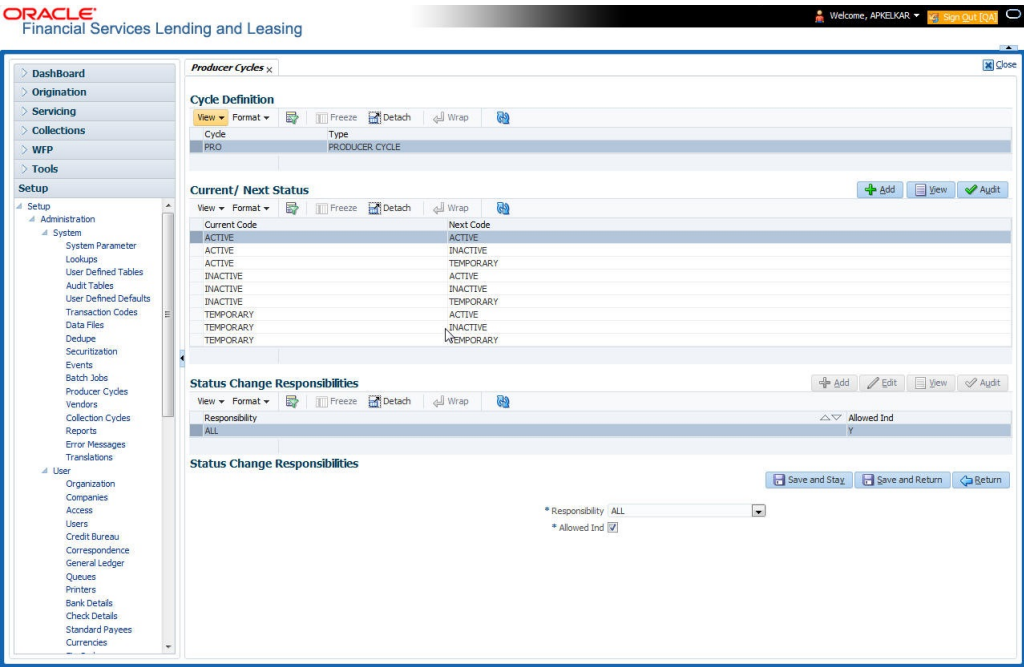 ORACLE
Financial Services Lending and Leasing
Welcome, APKELKAR
Sign Out [QA]
DashBoard
Origination
Servicing
Collections
WFP
Tools
Setup
Setup
Administration
System
System Parameter
Lookups
User Defined Tables
Audit Tables
User Defined Defaults
Transaction Codes
Data Files
Dedupe
Securitization
Events
Batch Jobs
Producer Cycles
Vendors
Collection Cycles
Reports
Error Messages
Translations
User
Organization
Companies
Access
Users
Credit Bureau
Correspondence
General Ledger
Queues
Printers
Bank Details
Check Details
Standard Payees
Currencies
Producer Cycles x
Close
Cycle Definition
View Format Freeze Detach Wrap
Cycle Type
PRO PRODUCER CYCLE
Current/ Next Status
Add View Audit
View Format Freeze Detach Wrap
Current Code Next Code
ACTIVE ACTIVE
ACTIVE INACTIVE
ACTIVE TEMPORARY
INACTIVE ACTIVE
INACTIVE INACTIVE
INACTIVE TEMPORARY
TEMPORARY ACTIVE
TEMPORARY INACTIVE
TEMPORARY TEMPORARY
Status Change Responsibilities
Add Edit View Audit
View Format Freeze Detach Wrap
Responsibility Allowed Ind
ALL Y
Status Change Responsibilities
Save and Stay Save and Return Return
* Responsibility ALL
* Allowed Ind